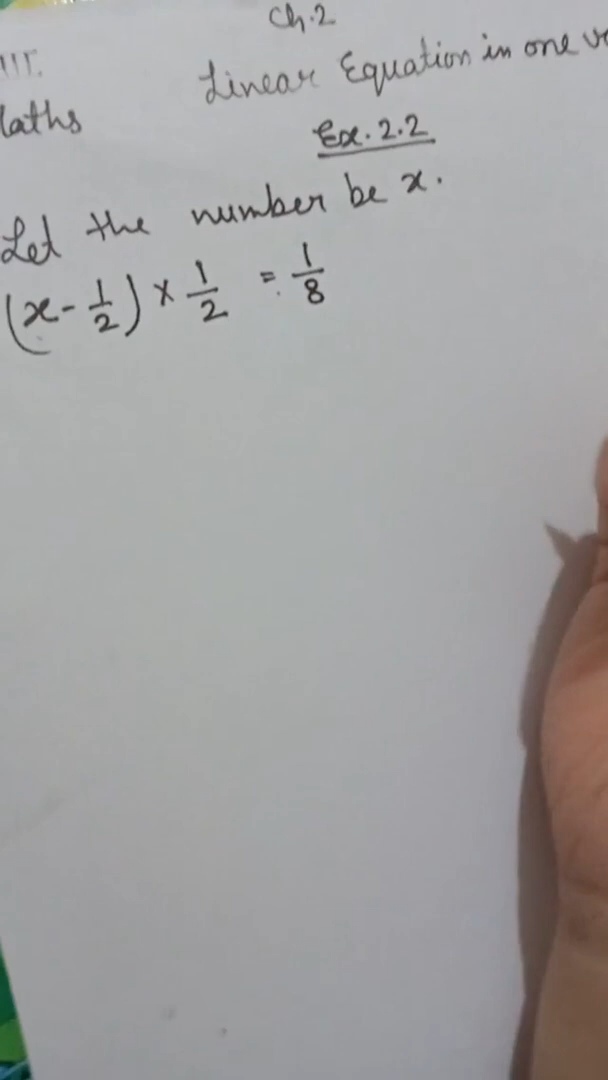 Ch.2
III.
Linear Equation in one
Ex. 2.2
Let the number be x.
(x - 1/2) × 1/2 = 1/8